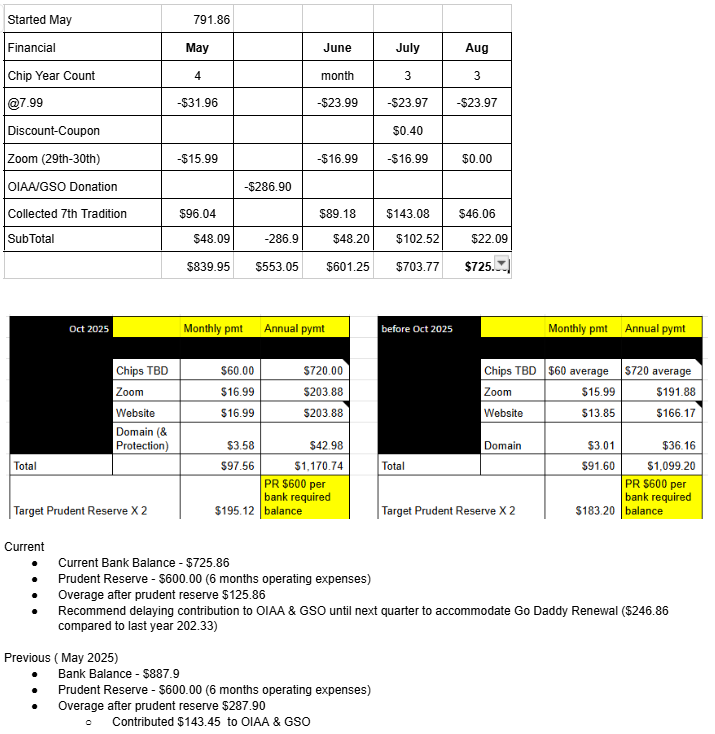 Started May 791.86
Financial May June July Aug
Chip Year Count 4 month 3 3
@7.99 -$31.96 -$23.99 -$23.97 -$23.97
Discount-Coupon $0.40
Zoom (29th-30th) -$15.99 -$16.99 -$16.99 $0.00
OIAA/GSO Donation -$286.90
Collected 7th Tradition $96.04 $89.18 $143.08 $46.06
SubTotal $48.09 -286.9 $48.20 $102.52 $22.09
$839.95 $553.05 $601.25 $703.77 $725.
Oct 2025 Monthly pmt Annual pymt
Chips TBD $60.00 $720.00
Zoom $16.99 $203.88
Website $16.99 $203.88
Domain (&
Protection) $3.58 $42.98
Total $97.56 $1,170.74
PR $600 per
bank required
Target Prudent Reserve X 2 $195.12 balance
before Oct 2025 Monthly pmt Annual pymt
Chips TBD $60 average $720 average
Zoom $15.99 $191.88
Website $13.85 $166.17
Domain $3.01 $36.16
Total $91.60 $1,099.20
PR $600 per
bank required
Target Prudent Reserve X 2 $183.20 balance
Current
● Current Bank Balance - $725.86
● Prudent Reserve - $600.00 (6 months operating expenses)
● Overage after prudent reserve $125.86
● Recommend delaying contribution to OIAA & GSO until next quarter to accommodate Go Daddy Renewal ($246.86
compared to last year 202.33)
Previous ( May 2025)
● Bank Balance - $887.9
● Prudent Reserve - $600.00 (6 months operating expenses)
● Overage after prudent reserve $287.90
○ Contributed $143.45 to OIAA & GSO